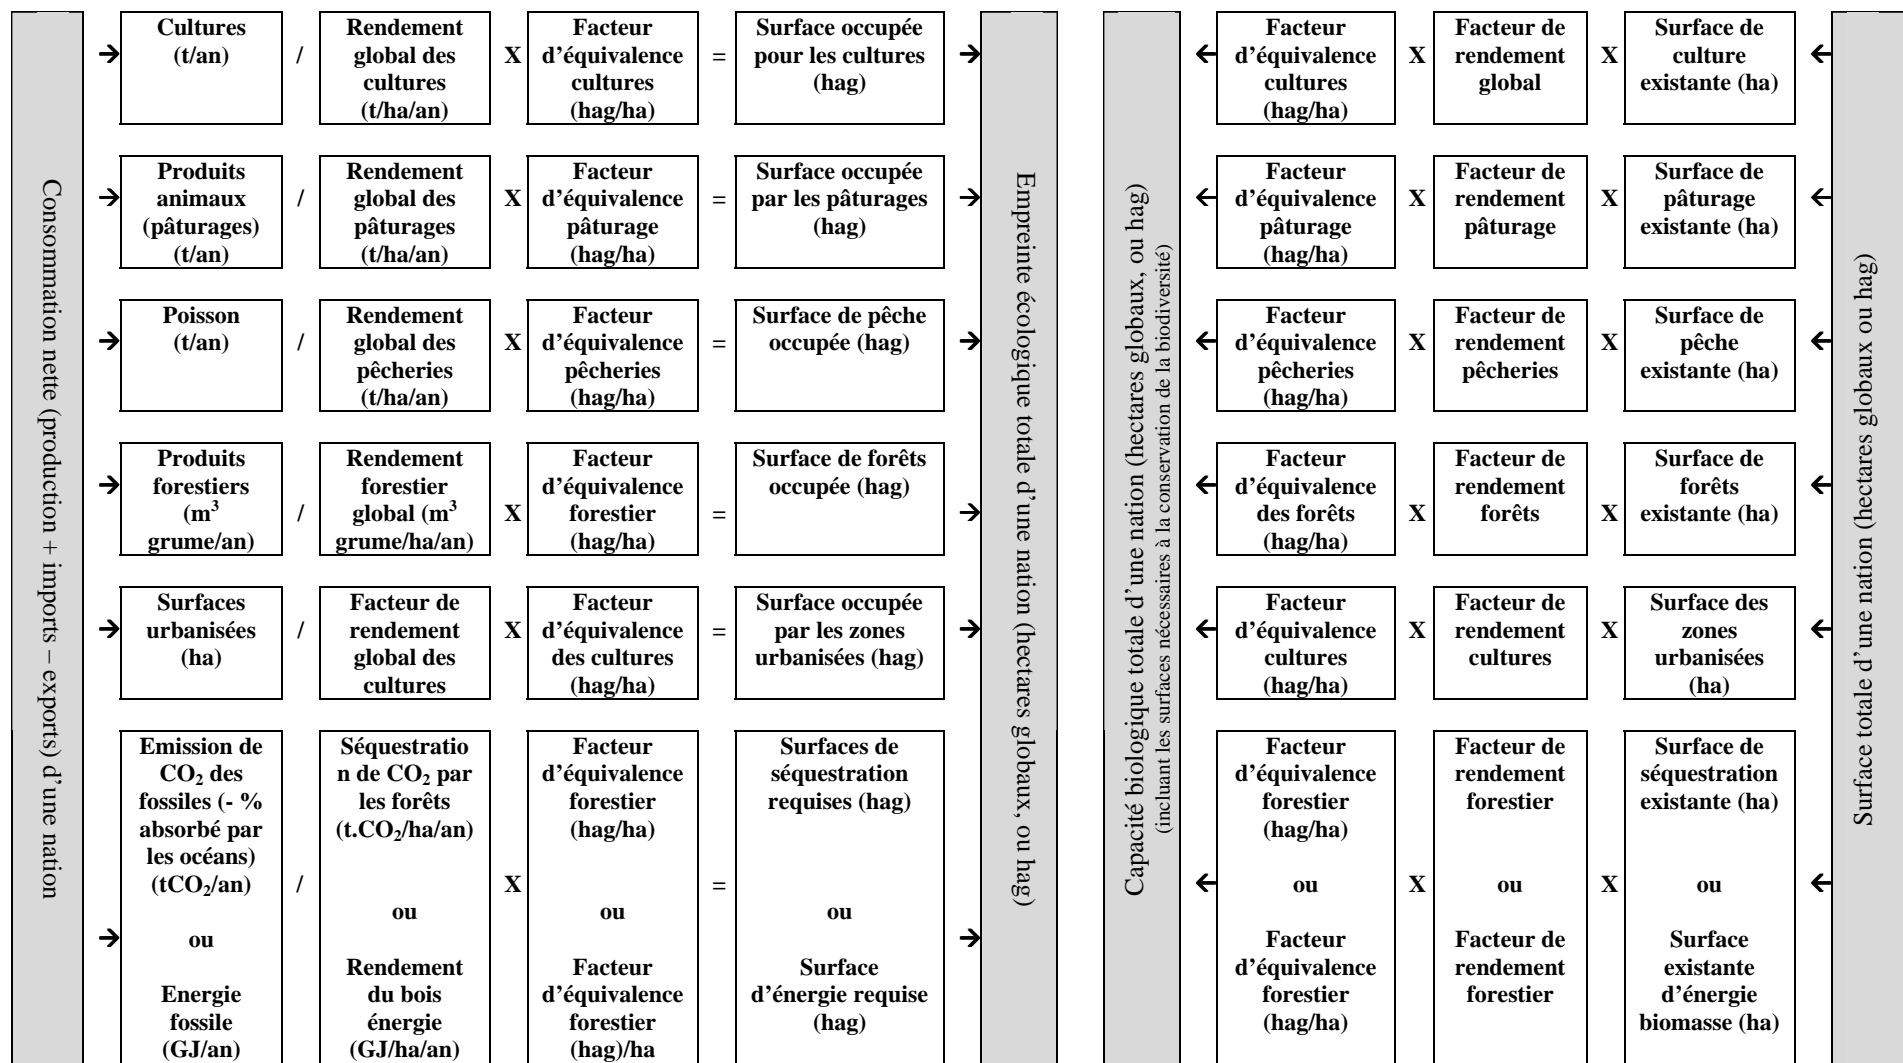 Consommation nette (production + imports – exports) d’une nation
→
Cultures
(t/an)
/
Rendement
global des
cultures
(t/ha/an)
X
Facteur
d’équivalence
cultures
(hag/ha)
=
Surface occupée
pour les cultures
(hag)
→
→
Produits
animaux
(pâturages)
(t/an)
/
Rendement
global des
pâturages
(t/ha/an)
X
Facteur
d’équivalence
pâturage
(hag/ha)
=
Surface occupée
par les pâturages
(hag)
→
→
Poisson
(t/an)
/
Rendement
global des
pêcheries
(t/ha/an)
X
Facteur
d’équivalence
pêcheries
(hag/ha)
=
Surface de pêche
occupée (hag)
→
→
Produits
forestiers
(m³
grume/an)
/
Rendement
forestier
global (m³
grume/ha/an)
X
Facteur
d’équivalence
forestier
(hag/ha)
=
Surface de forêts
occupée (hag)
→
→
Surfaces
urbanisées
(ha)
/
Facteur de
rendement
global des
cultures
X
Facteur
d’équivalence
des cultures
(hag/ha)
=
Surface occupée
par les zones
urbanisées (hag)
→
→
Emission de
CO₂ des
fossiles (- %
absorbé par
les océans)
(tCO₂/an)
ou
Energie
fossile
(GJ/an)
/
Séquestratio
n de CO₂ par
les forêts
(t.CO₂/ha/an)
ou
Rendement
du bois
énergie
(GJ/ha/an)
X
Facteur
d’équivalence
forestier
(hag/ha)
ou
Facteur
d’équivalence
forestier
(hag)/ha
=
Surfaces de
séquestration
requises (hag)
ou
Surface
d’énergie requise
(hag)
→
Empreinte écologique totale d’une nation (hectares globaux, ou hag)
Capacité biologique totale d’une nation (hectares globaux, ou hag)
(incluant les surfaces nécessaires à la conservation de la biodiversité)
←
Facteur
d’équivalence
cultures
(hag/ha)
X
Facteur de
rendement
global
X
Surface de
culture
existante (ha)
←
←
Facteur
d’équivalence
pâturage
(hag/ha)
X
Facteur de
rendement
pâturage
X
Surface de
pâturage
existante (ha)
←
←
Facteur
d’équivalence
pêcheries
(hag/ha)
X
Facteur de
rendement
pêcheries
X
Surface de
pêche
existante (ha)
←
←
Facteur
d’équivalence
des forêts
(hag/ha)
X
Facteur de
rendement
forêts
X
Surface de
forêts
existante (ha)
←
←
Facteur
d’équivalence
cultures
(hag/ha)
X
Facteur de
rendement
cultures
X
Surface des
zones
urbanisées
(ha)
←
←
Facteur
d’équivalence
forestier
(hag/ha)
ou
Facteur
d’équivalence
forestier
(hag/ha)
X
Facteur de
rendement
forestier
ou
Facteur de
rendement
forestier
X
Surface de
séquestration
existante (ha)
ou
Surface
existante
d’énergie
biomasse (ha)
←
Surface totale d’une nation (hectares globaux ou hag)